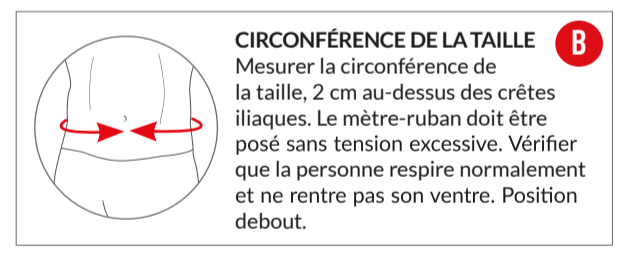 CIRCONFÉRENCE DE LA TAILLE
B
Mesurer la circonférence de
la taille, 2 cm au-dessus des crêtes
iliaques. Le mètre-ruban doit être
posé sans tension excessive. Vérifier
que la personne respire normalement
et ne rentre pas son ventre. Position
debout.